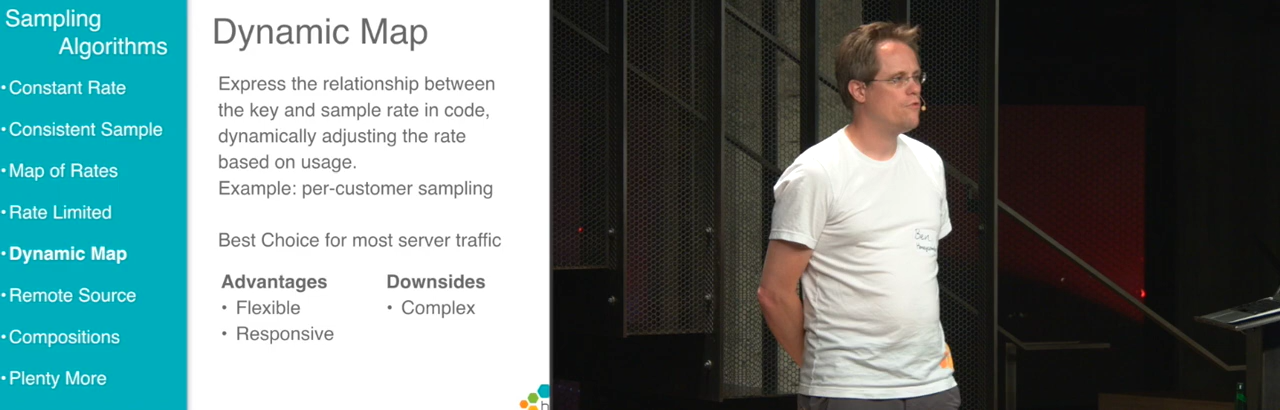 Sampling
Algorithms
• Constant Rate
• Consistent Sample
• Map of Rates
• Rate Limited
• Dynamic Map
• Remote Source
• Compositions
• Plenty More
Dynamic Map
Express the relationship between
the key and sample rate in code,
dynamically adjusting the rate
based on usage.
Example: per-customer sampling
Best Choice for most server traffic
Advantages
• Flexible
• Responsive
Downsides
• Complex
Ben